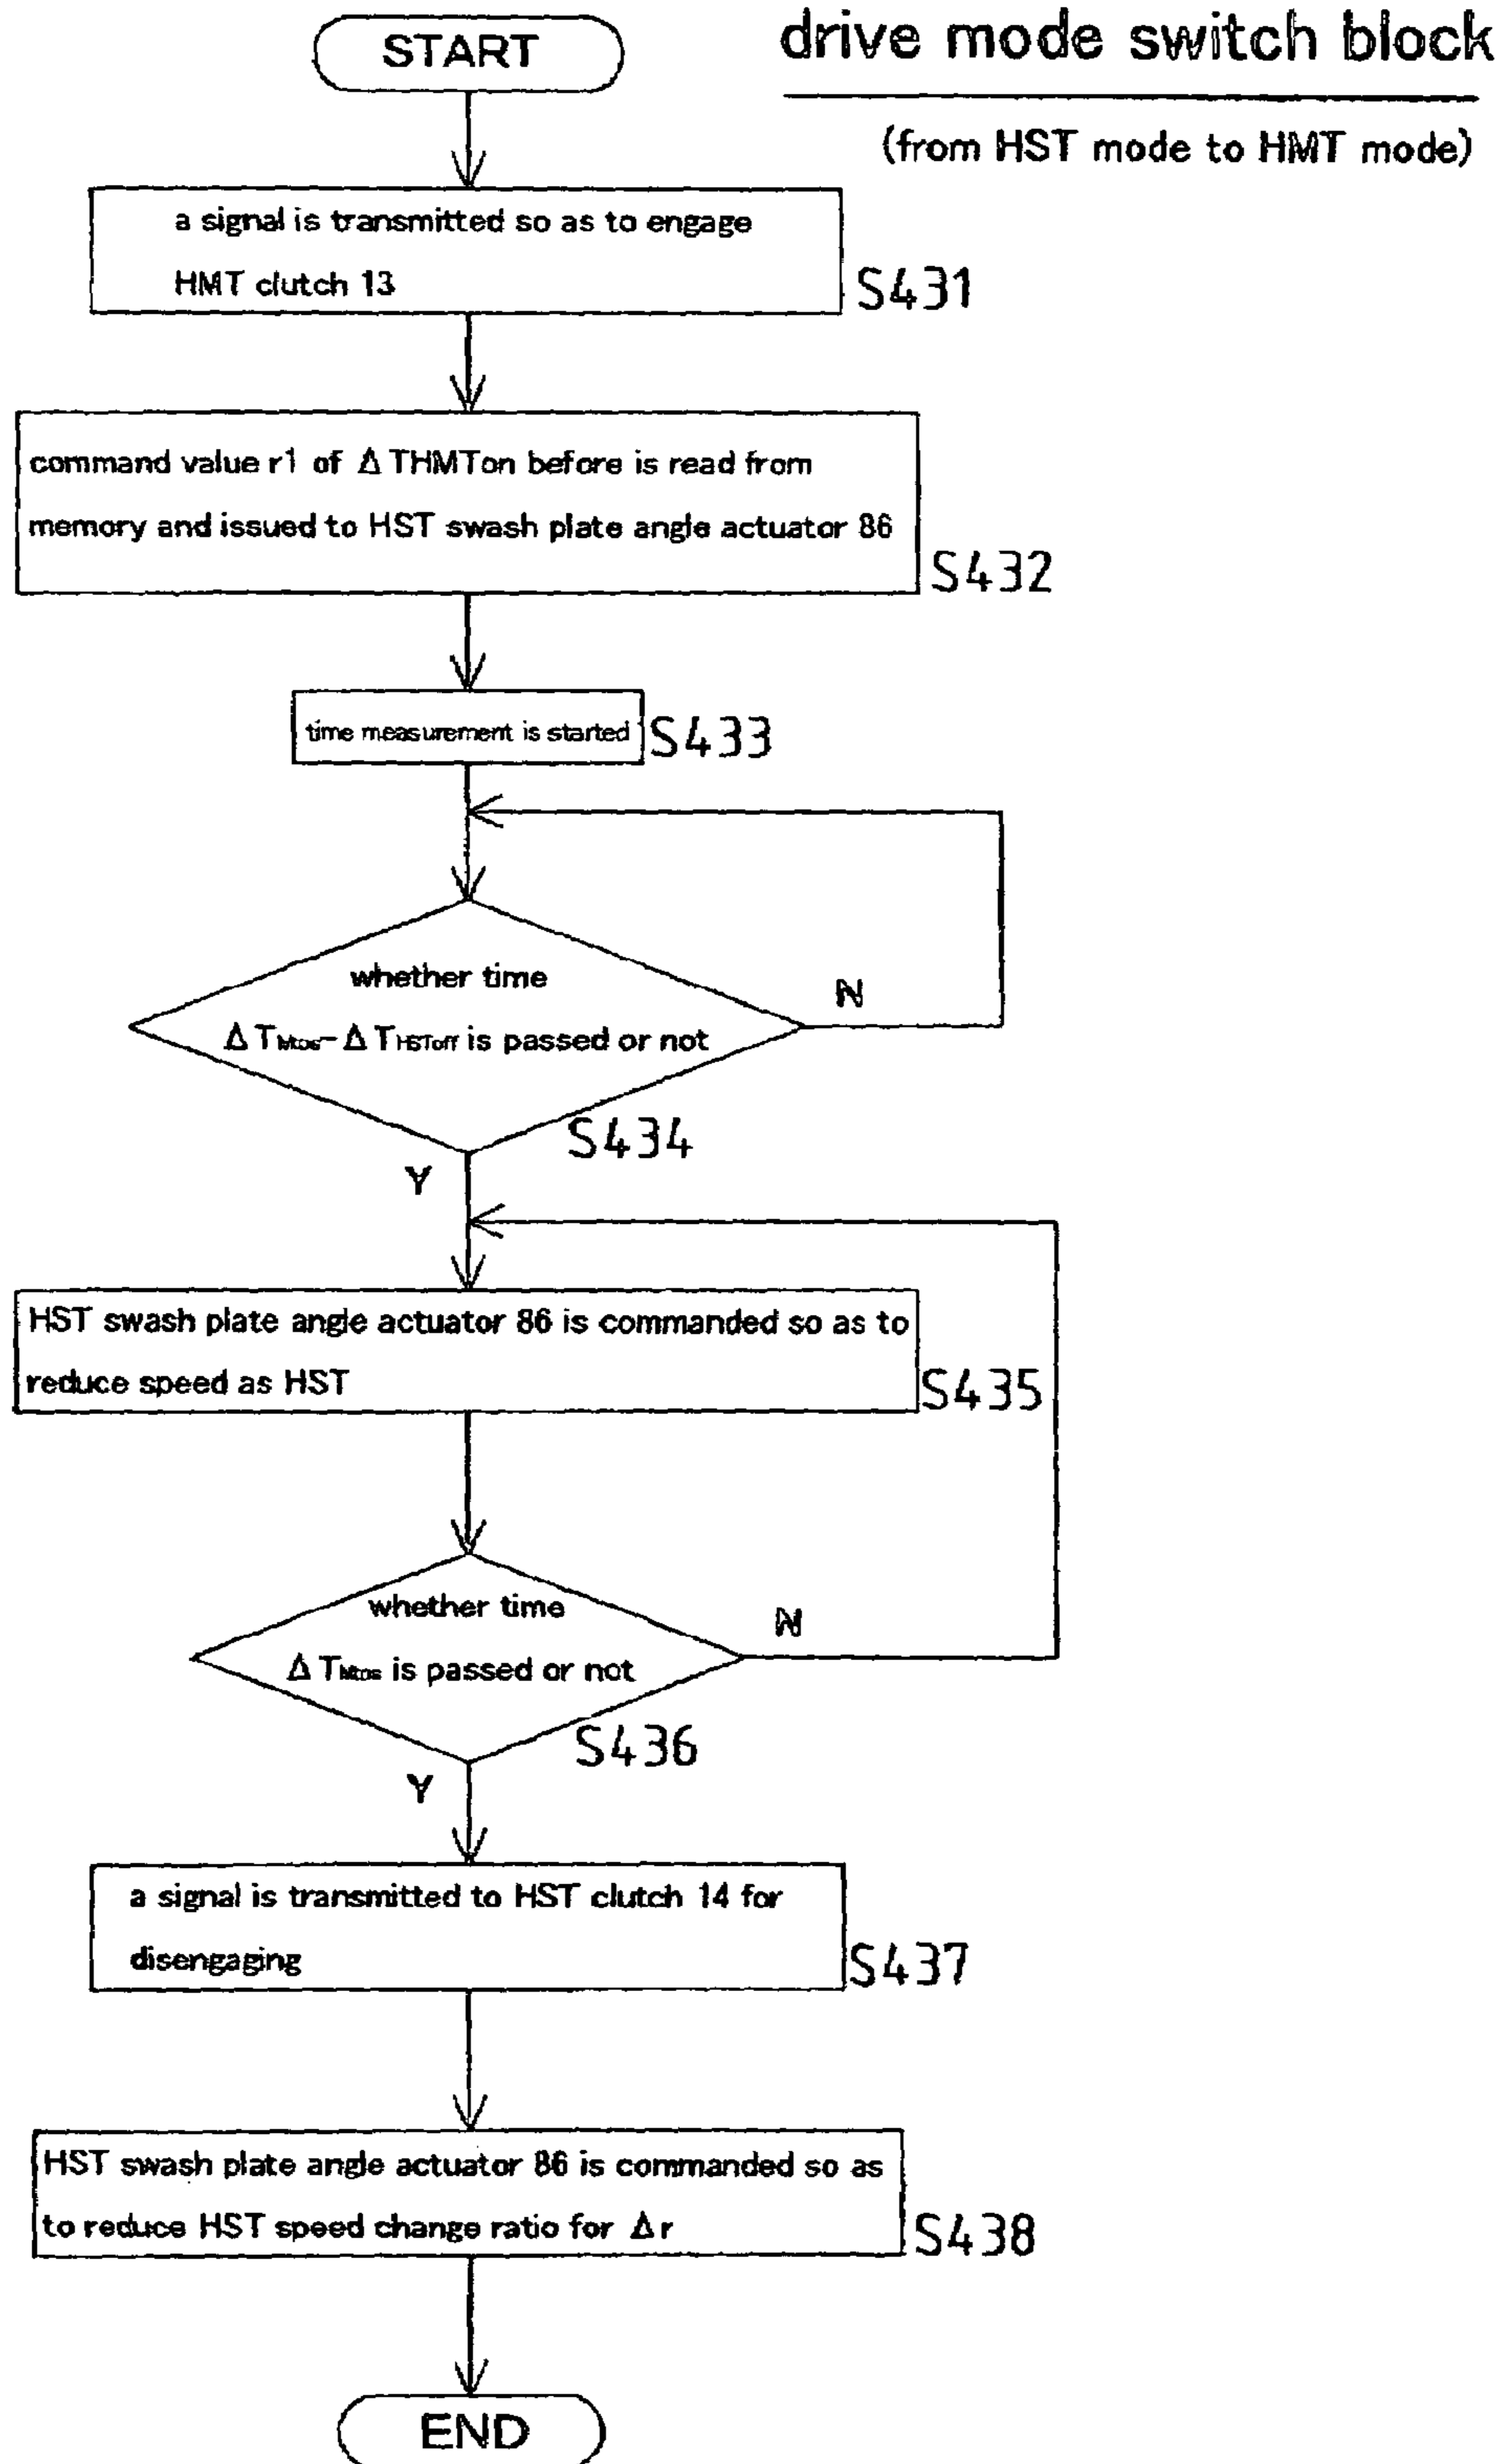 START
drive mode switch block
(from HST mode to HMT mode)
a signal is transmitted so as to engage
HMT clutch 13
S431
command value r1 of Δ THMTon before is read from
memory and issued to HST swash plate angle actuator 86
S432
time measurement is started
S433
whether time
Δ T - Δ THSToff is passed or not
N
S434
Y
HST swash plate angle actuator 86 is commanded so as to
reduce speed as HST
S435
whether time
Δ T is passed or not
N
S436
Y
a signal is transmitted to HST clutch 14 for
disengaging
S437
HST swash plate angle actuator 86 is commanded so as
to reduce HST speed change ratio for Δr
S438
END